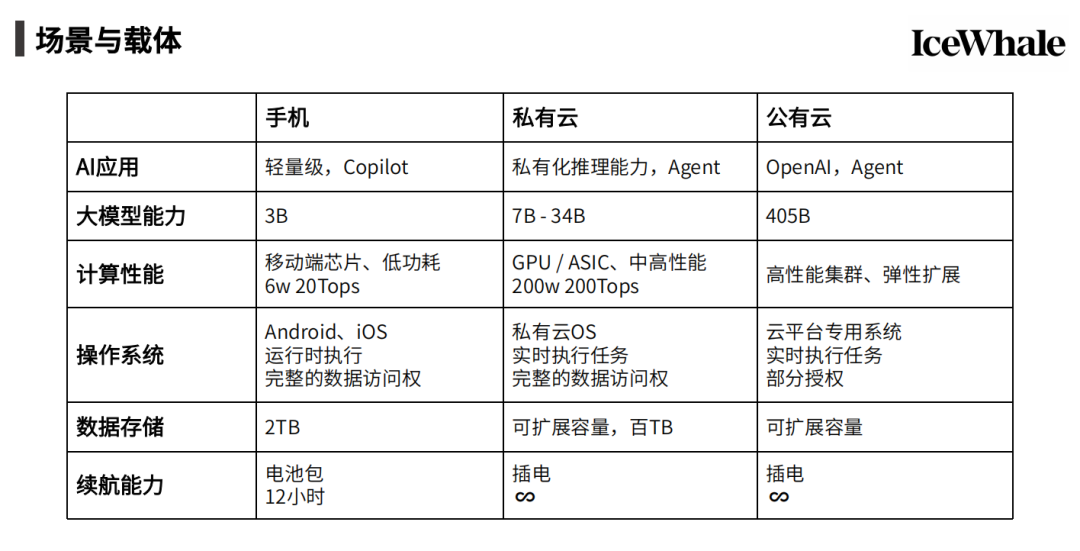 场景与载体
IceWhale
手机
私有云
公有云
AI应用
轻量级，Copilot
私有化推理能力，Agent
OpenAI，Agent
大模型能力
3B
7B - 34B
405B
计算性能
移动端芯片、低功耗
6w 20Tops
GPU / ASIC、中高性能
200w 200Tops
高性能集群、弹性扩展
操作系统
Android、iOS
运行时执行
完整的数据访问权
私有云OS
实时执行任务
完整的数据访问权
云平台专用系统
实时执行任务
部分授权
数据存储
2TB
可扩展容量，百TB
可扩展容量
续航能力
电池包
12小时
插电
∞
插电
∞